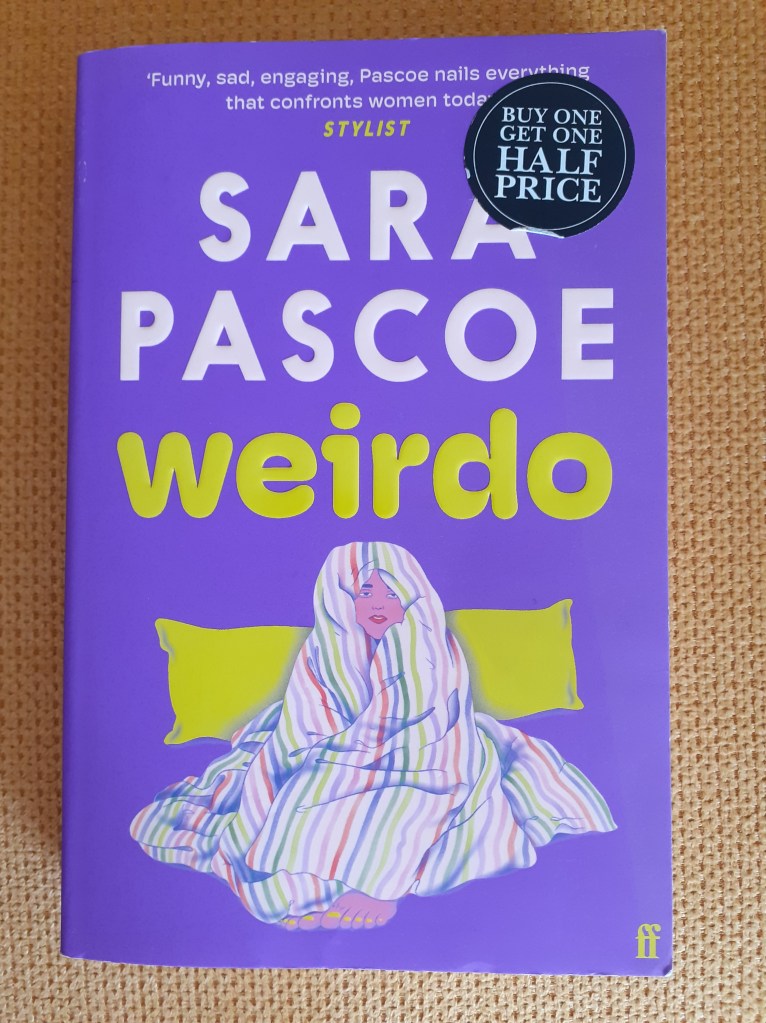 ‘Funny, sad, engaging, Pascoe nails everything
that confronts women today
STYLIST
BUY ONE
GET ONE
HALF
PRICE
SARA
PASCOE
weirdo
ff